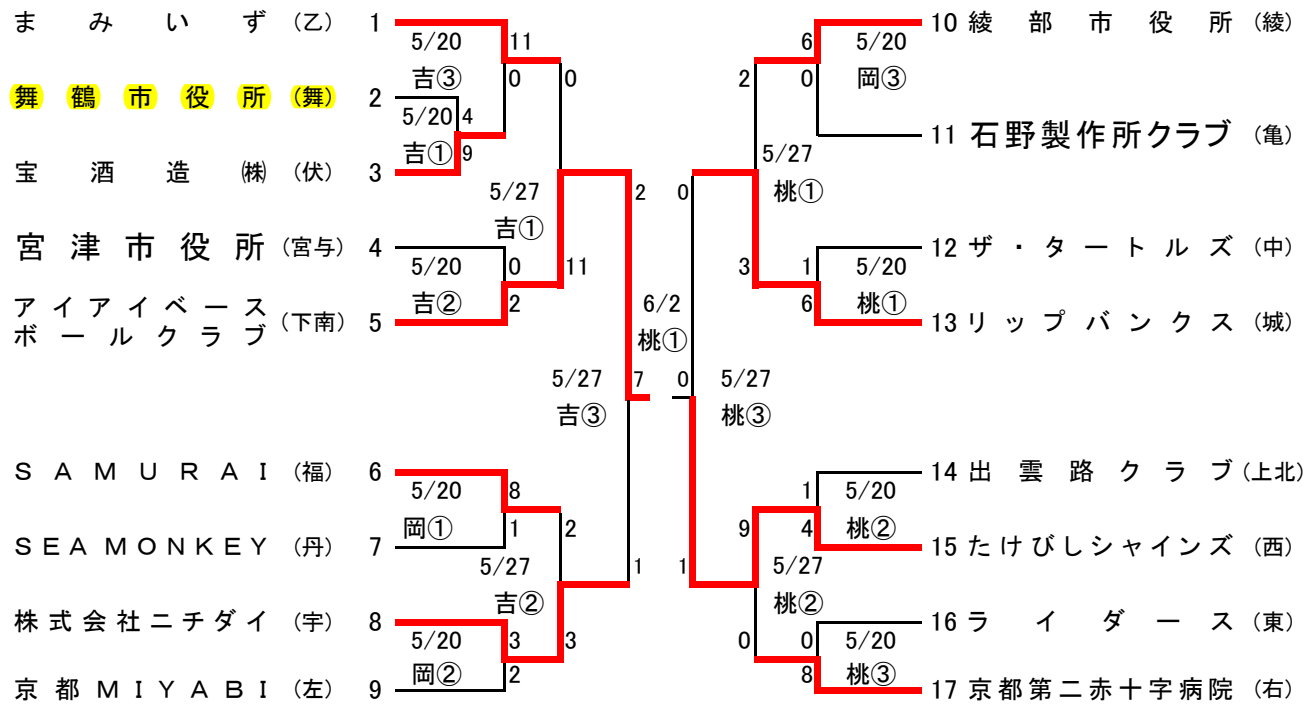 まみいず (乙) 1
5/20 11
吉③ 0 0
舞鶴市役所 (舞) 2
5/20 4
吉① 9
宝酒造㈱ (伏) 3
5/27 2
吉①
宮津市役所 (宮与) 4
5/20 0 11
吉② 2
アイアイベース
ボールクラブ (下南) 5
5/27 7
吉③
6/2
桃①
SAMURAI (福) 6
5/20 8
岡① 1 2
SEA MONKEY (丹) 7
5/27 1
吉②
株式会社ニチダイ (宇) 8
5/20 3 3
岡② 2
京都MIYABI (左) 9
6 5/20 10 綾部市役所 (綾)
2 0 岡③
11 石野製作所クラブ (亀)
5/27
0 桃①
12 ザ・タートルズ (中)
3 1 5/20
6 桃①
13 リップバンクス (城)
0 5/27
桃③
14 出雲路クラブ (上北)
1 5/20
9 4 桃②
15 たけびしシャインズ (西)
1 5/27
桃②
16 ライダース (東)
0 0 5/20
8 桃③
17 京都第二赤十字病院 (右)